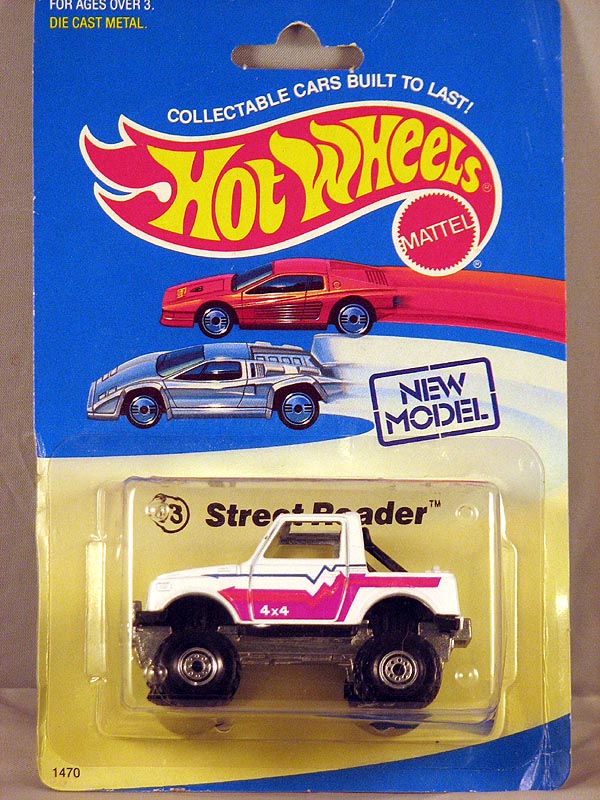 FOR AGES OVER 3.
DIE CAST METAL.
COLLECTABLE CARS BUILT TO LAST!
HOT WHEELS®
MATTEL®
NEW
MODEL
Street Roader™
4x4
1470